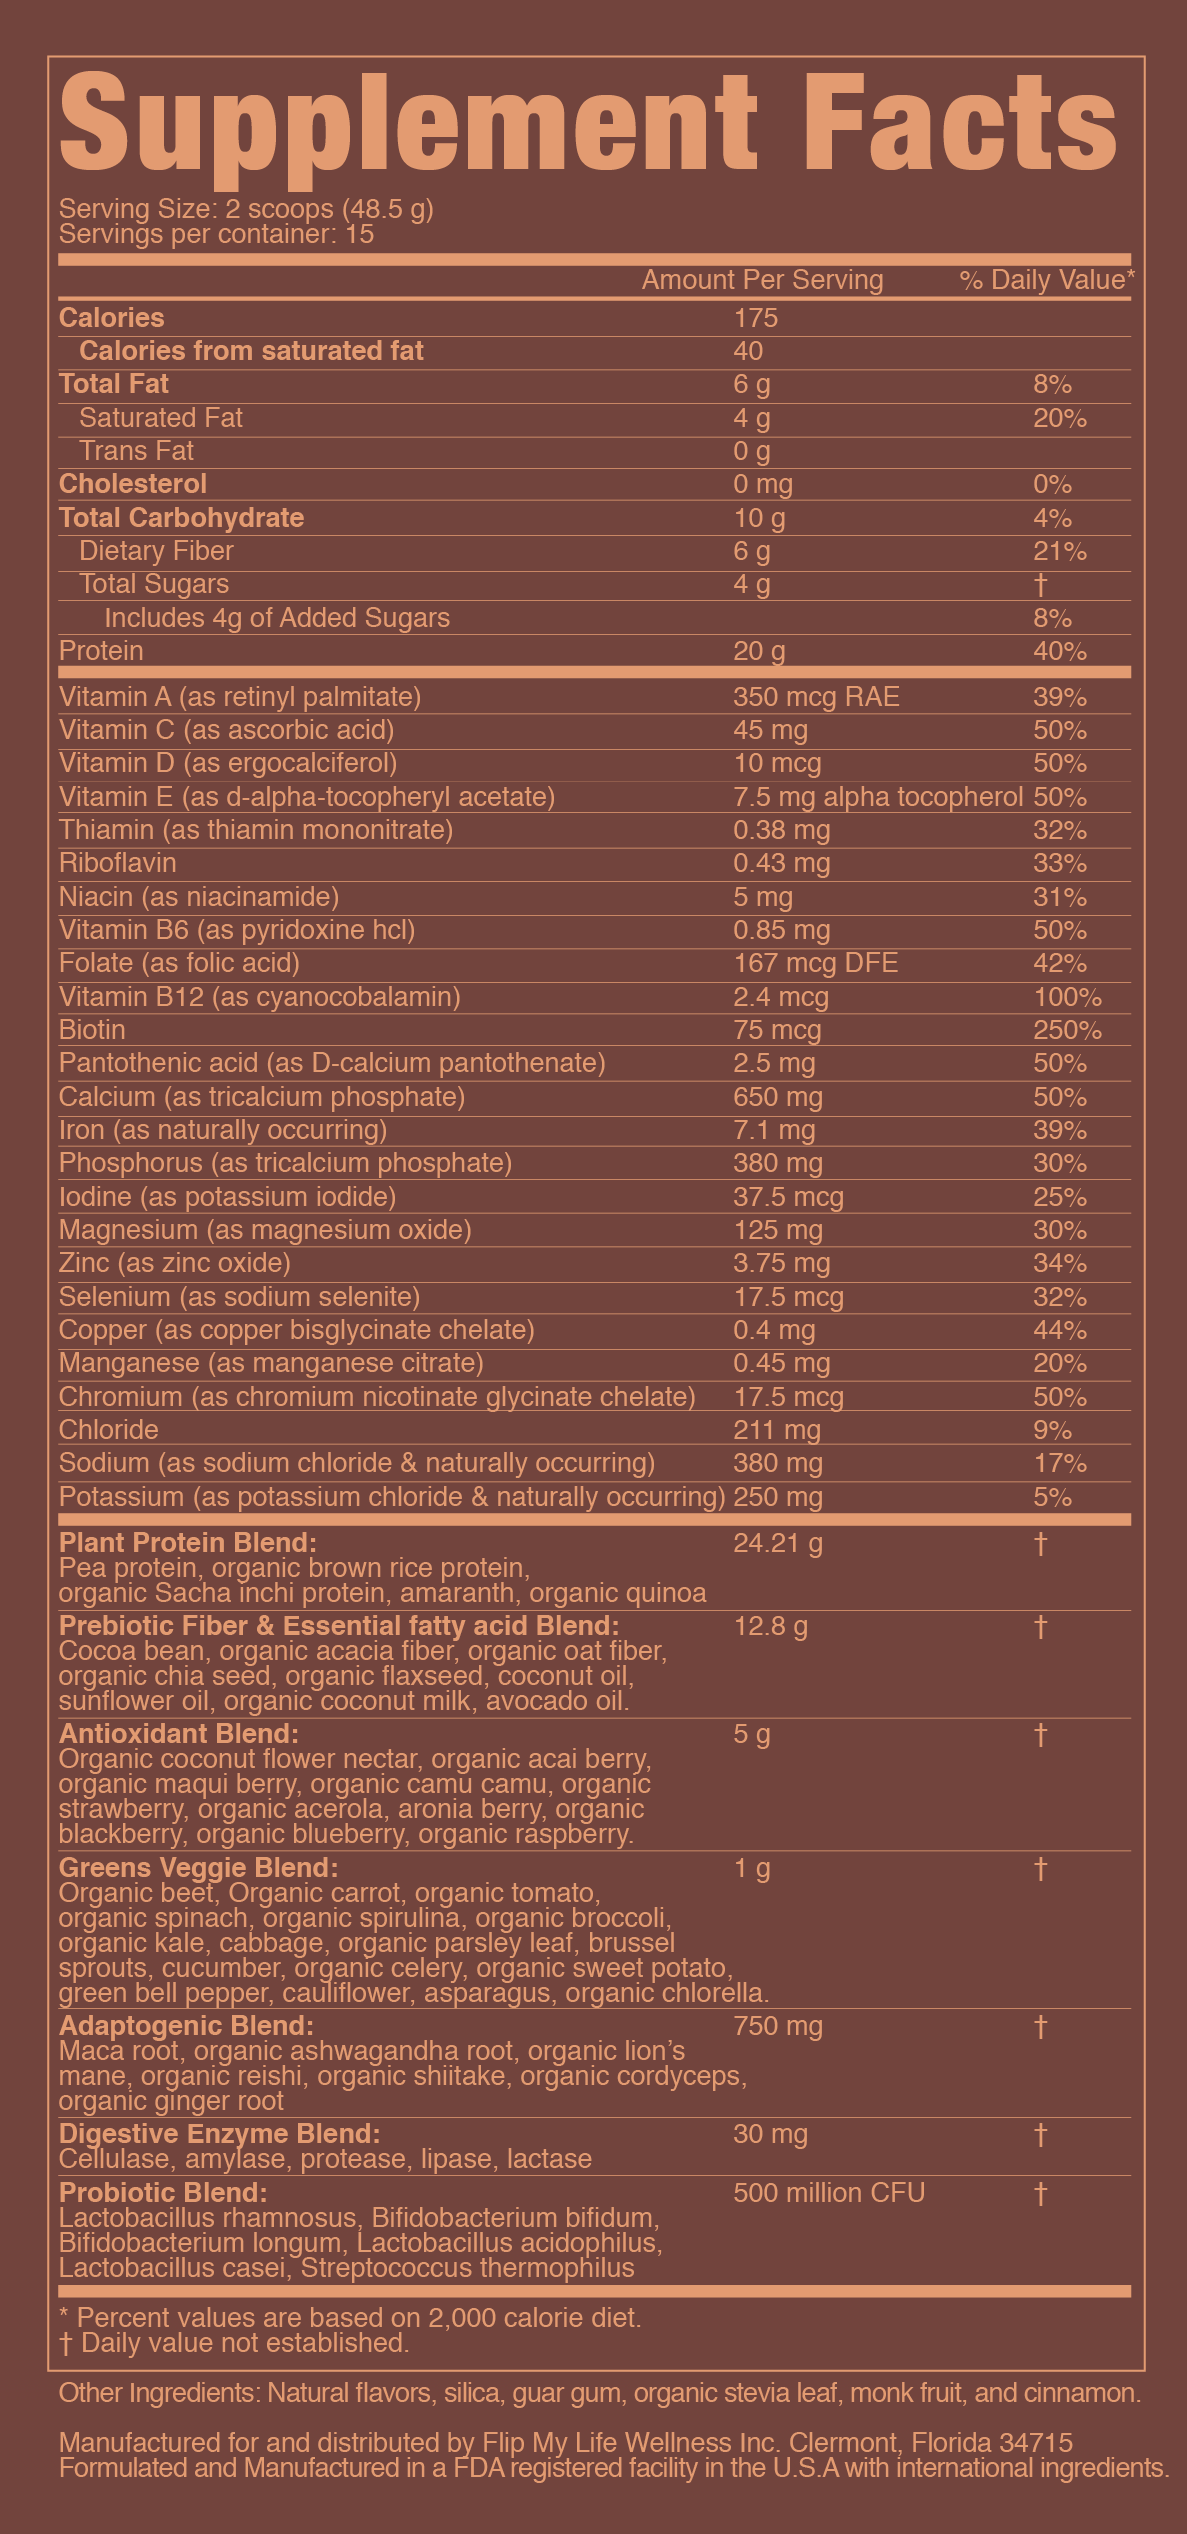 Supplement Facts
Serving Size: 2 scoops (48.5 g)
Servings per container: 15
Amount Per Serving % Daily Value*
Calories 175
Calories from saturated fat 40
Total Fat 6 g 8%
Saturated Fat 4 g 20%
Trans Fat 0 g
Cholesterol 0 mg 0%
Total Carbohydrate 10 g 4%
Dietary Fiber 6 g 21%
Total Sugars 4 g †
Includes 4g of Added Sugars 8%
Protein 20 g 40%
Vitamin A (as retinyl palmitate) 350 mcg RAE 39%
Vitamin C (as ascorbic acid) 45 mg 50%
Vitamin D (as ergocalciferol) 10 mcg 50%
Vitamin E (as d-alpha-tocopheryl acetate) 7.5 mg alpha tocopherol 50%
Thiamin (as thiamin mononitrate) 0.38 mg 32%
Riboflavin 0.43 mg 33%
Niacin (as niacinamide) 5 mg 31%
Vitamin B6 (as pyridoxine hcl) 0.85 mg 50%
Folate (as folic acid) 167 mcg DFE 42%
Vitamin B12 (as cyanocobalamin) 2.4 mcg 100%
Biotin 75 mcg 250%
Pantothenic acid (as D-calcium pantothenate) 2.5 mg 50%
Calcium (as tricalcium phosphate) 650 mg 50%
Iron (as naturally occurring) 7.1 mg 39%
Phosphorus (as tricalcium phosphate) 380 mg 30%
Iodine (as potassium iodide) 37.5 mcg 25%
Magnesium (as magnesium oxide) 125 mg 30%
Zinc (as zinc oxide) 3.75 mg 34%
Selenium (as sodium selenite) 17.5 mcg 32%
Copper (as copper bisglycinate chelate) 0.4 mg 44%
Manganese (as manganese citrate) 0.45 mg 20%
Chromium (as chromium nicotinate glycinate chelate) 17.5 mcg 50%
Chloride 211 mg 9%
Sodium (as sodium chloride & naturally occurring) 380 mg 17%
Potassium (as potassium chloride & naturally occurring) 250 mg 5%
Plant Protein Blend: 24.21 g †
Pea protein, organic brown rice protein,
organic Sacha inchi protein, amaranth, organic quinoa
Prebiotic Fiber & Essential fatty acid Blend: 12.8 g †
Cocoa bean, organic acacia fiber, organic oat fiber,
organic chia seed, organic flaxseed, coconut oil,
sunflower oil, organic coconut milk, avocado oil.
Antioxidant Blend: 5 g †
Organic coconut flower nectar, organic acai berry,
organic maqui berry, organic camu camu, organic
strawberry, organic acerola, aronia berry, organic
blackberry, organic blueberry, organic raspberry.
Greens Veggie Blend: 1 g †
Organic beet, Organic carrot, organic tomato,
organic spinach, organic spirulina, organic broccoli,
organic kale, cabbage, organic parsley leaf, brussel
sprouts, cucumber, organic celery, organic sweet potato,
green bell pepper, cauliflower, asparagus, organic chlorella.
Adaptogenic Blend: 750 mg †
Maca root, organic ashwagandha root, organic lion’s
mane, organic reishi, organic shiitake, organic cordyceps,
organic ginger root
Digestive Enzyme Blend: 30 mg †
Cellulase, amylase, protease, lipase, lactase
Probiotic Blend: 500 million CFU †
Lactobacillus rhamnosus, Bifidobacterium bifidum,
Bifidobacterium longum, Lactobacillus acidophilus,
Lactobacillus casei, Streptococcus thermophilus
* Percent values are based on 2,000 calorie diet.
† Daily value not established.
Other Ingredients: Natural flavors, silica, guar gum, organic stevia leaf, monk fruit, and cinnamon.
Manufactured for and distributed by Flip My Life Wellness Inc. Clermont, Florida 34715
Formulated and Manufactured in a FDA registered facility in the U.S.A with international ingredients.